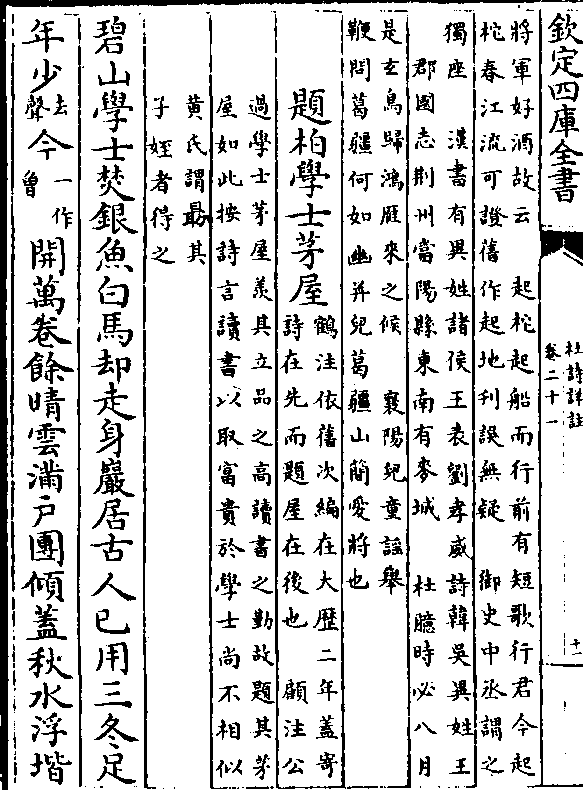 欽定四庫全書
杜詩詳註
卷二十一
十一
將軍好酒故云　起柁起船而行前有短歌行君今起
柁春江流可證舊作起地刊誤無疑　御史中丞謂之
獨座　漢書有異姓諸侯王表劉孝威詩韓吳異姓王
郡國志荆州當陽縣東南有麥城　杜臆時必八月
是玄鳥歸鴻雁來之候　襄陽兒童謡舉
鞭問葛疆何如幽并兒葛疆山簡愛將也
題柏學士茅屋
鶴注依舊次編在大厯二年蓋寄
詩在先而題屋在後也　顧注公
過學士茅屋羨其立品之高讀書之勤故題其茅
屋如此按詩言讀書以取富貴於學士尚不相似
黄氏謂最其
子姪者得之
碧山學士焚銀魚白馬却走身巖居古人已用三冬足
年少去聲今一作曾開萬卷餘晴雲滿戸團傾蓋秋水浮堦